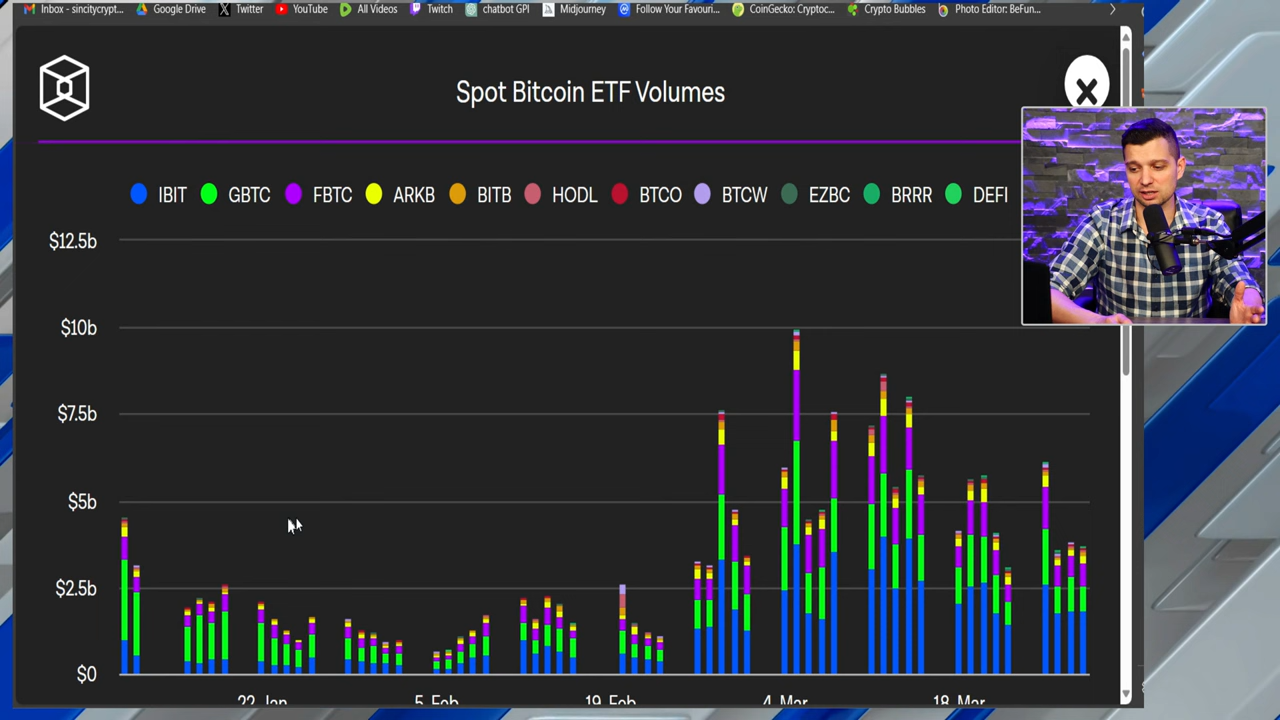 Inbox - sincitycrypt... Google Drive Twitter YouTube All Videos Twitch chatbot GPI Midjourney Follow Your Favouri... CoinGecko: Cryptoc... Crypto Bubbles Photo Editor: BeFun...
Spot Bitcoin ETF Volumes
IBIT GBTC FBTC ARKB BITB HODL BTCO BTCW EZBC BRRR DEFI
$12.5b
$10b
$7.5b
$5b
$2.5b
$0
22. Jan 5. Feb 19. Feb 4. Mar 18. Mar